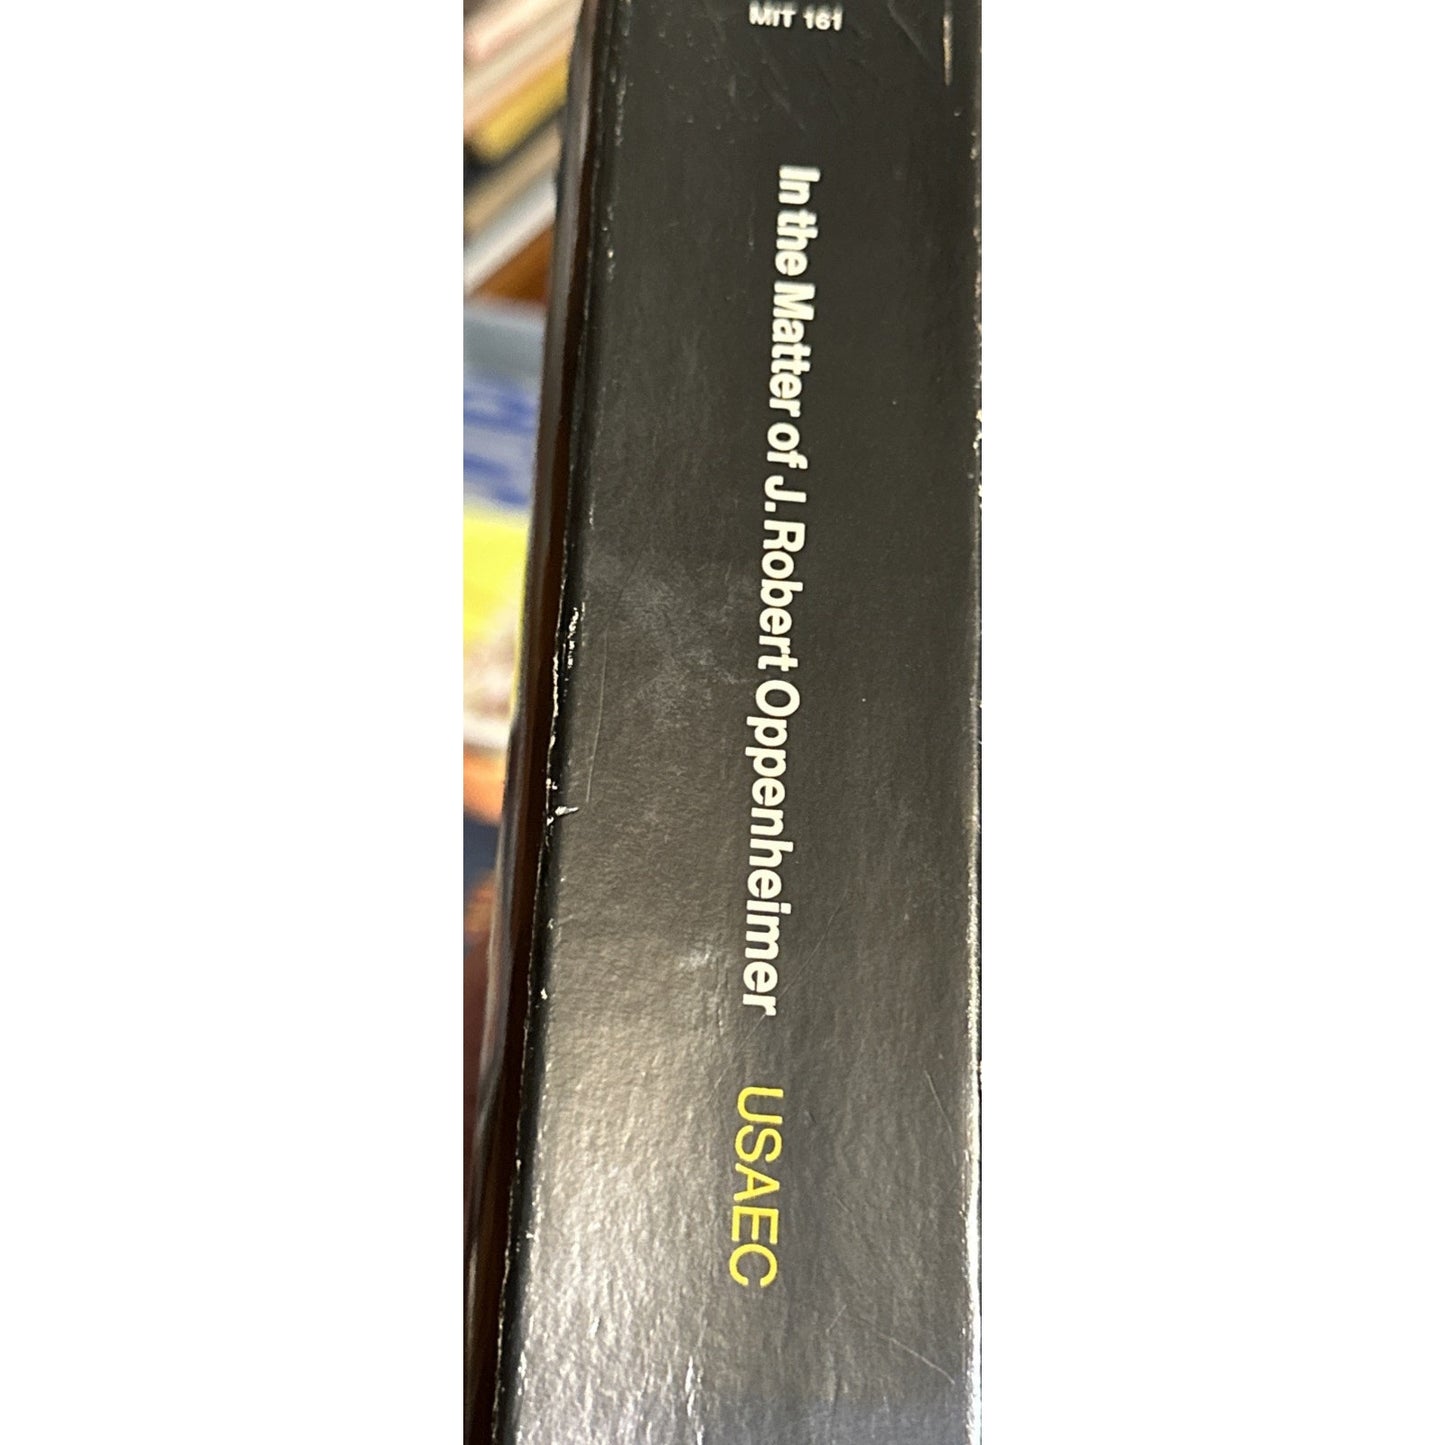 MIT 161
In the Matter of J. Robert Oppenheimer USAEC